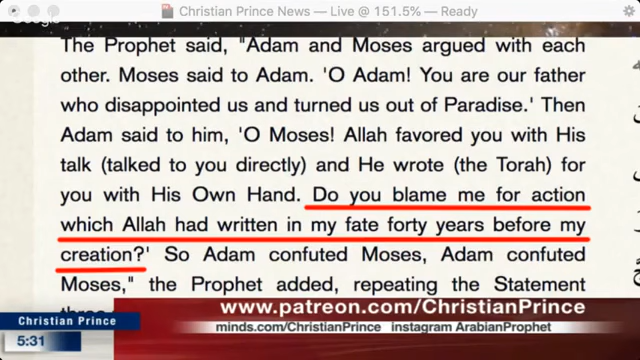 Christian Prince News — Live @ 151.5% — Ready
Google
The Prophet said, "Adam and Moses argued with each
other. Moses said to Adam. 'O Adam! You are our father
who disappointed us and turned us out of Paradise.' Then
Adam said to him, 'O Moses! Allah favored you with His
talk (talked to you directly) and He wrote (the Torah) for
you with His Own Hand. Do you blame me for action
which Allah had written in my fate forty years before my
creation?' So Adam confuted Moses, Adam confuted
Moses," the Prophet added, repeating the Statement
www.patreon.com/ChristianPrince
Christian Prince
minds.com/ChristianPrince instagram ArabianProphet
5:31